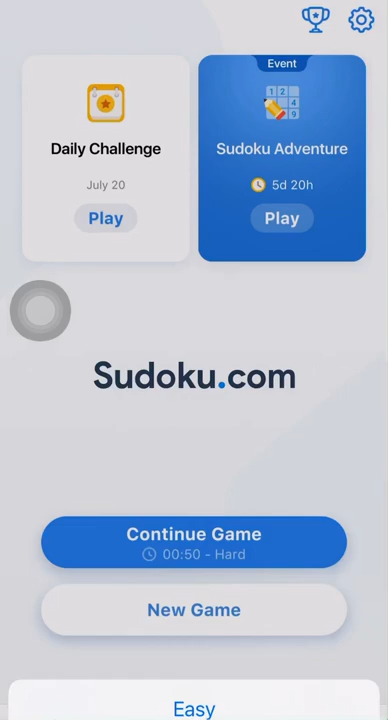 Event
Daily Challenge
Sudoku Adventure
July 20
5d 20h
Play
Play
Sudoku.com
Continue Game
00:50 - Hard
New Game
Easy